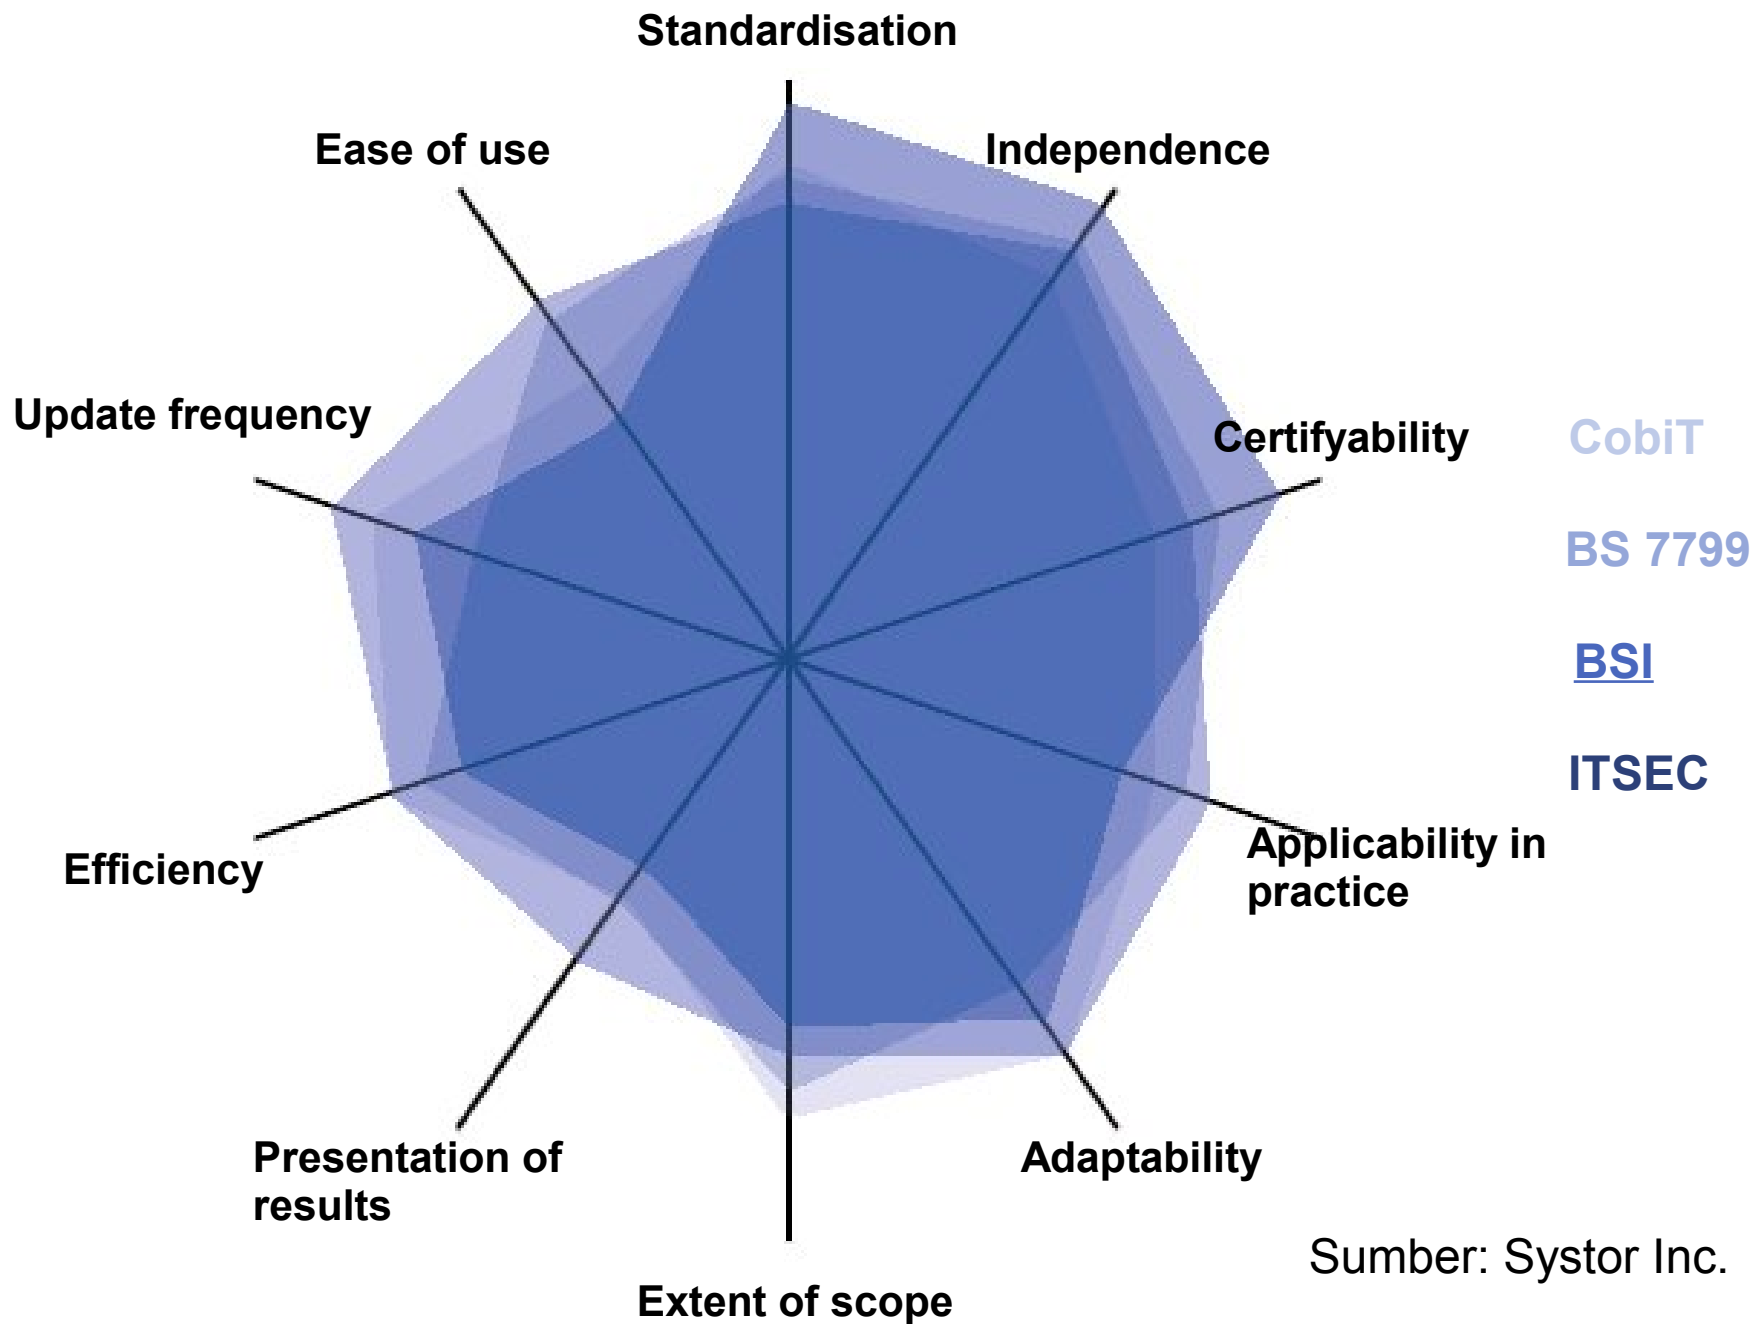 Standardisation
Ease of use
Independence
Update frequency
Certifyability
CobiT
BS 7799
BSI
ITSEC
Applicability in
practice
Efficiency
Presentation of
results
Adaptability
Sumber: Systor Inc.
Extent of scope